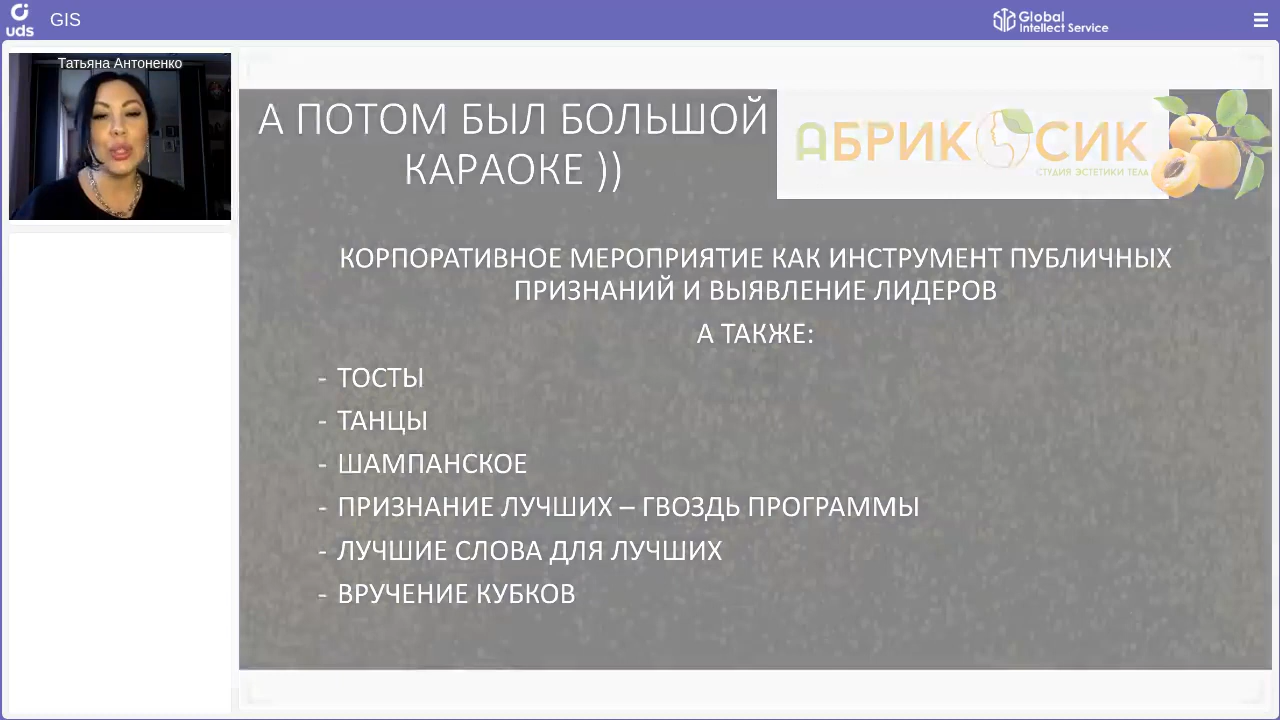 uds
GIS
Global
Intellect Service
Татьяна Антоненко
А ПОТОМ БЫЛ БОЛЬШОЙ
КАРАОКЕ ))
АБРИКОСИК
СТУДИЯ ЭСТЕТИКИ ТЕЛА
КОРПОРАТИВНОЕ МЕРОПРИЯТИЕ КАК ИНСТРУМЕНТ ПУБЛИЧНЫХ
ПРИЗНАНИЙ И ВЫЯВЛЕНИЕ ЛИДЕРОВ
А ТАКЖЕ:
- ТОСТЫ
- ТАНЦЫ
- ШАМПАНСКОЕ
- ПРИЗНАНИЕ ЛУЧШИХ – ГВОЗДЬ ПРОГРАММЫ
- ЛУЧШИЕ СЛОВА ДЛЯ ЛУЧШИХ
- ВРУЧЕНИЕ КУБКОВ